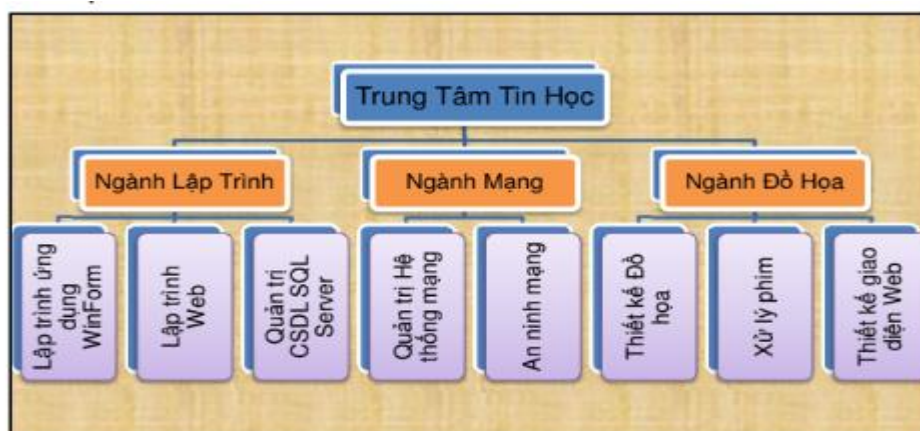 Trung Tâm Tin Học
Ngành Lập Trình
Ngành Mạng
Ngành Đồ Họa
Lập trình ứng
dụng
WinForm
Lập trình
Web
Quản trị
CSDL SQL
Server
Quản trị Hệ
thống mạng
An ninh mạng
Thiết kế Đồ
họa
Xử lý phim
Thiết kế giao
diện Web